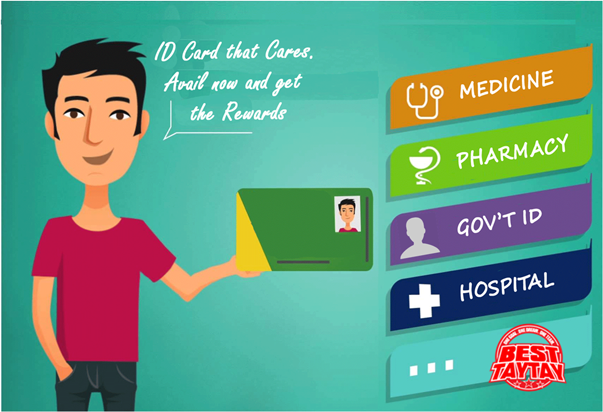 ID Card that Cares.
Avail now and get
the Rewards
MEDICINE
PHARMACY
GOV'T ID
HOSPITAL
...
BEST
TAYTAY